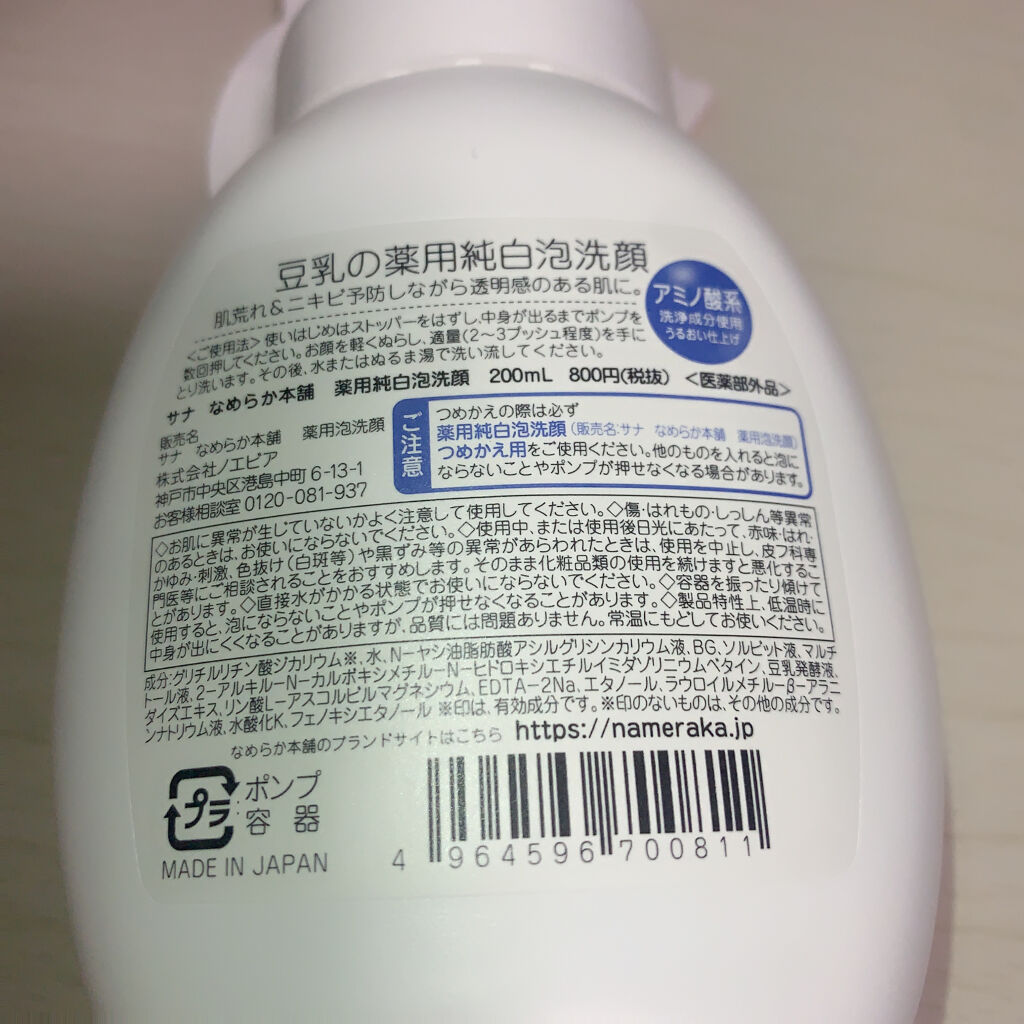 豆乳の薬用純白泡洗顔
肌荒れ&ニキビ予防しながら透明感のある肌に。
アミノ酸系
洗浄成分使用
うるおい仕上げ
<ご使用法>使いはじめはストッパーをはずし、中身が出るまでポンプを
数回押してください。お顔を軽くぬらし、適量(2〜3プッシュ程度)を手に
とり洗います。その後、水またはぬるま湯で洗い流してください。
サナ なめらか本舗 薬用純白泡洗顔 200mL 800円(税抜) <医薬部外品>
販売名
サナ なめらか本舗 薬用泡洗顔
株式会社ノエビア
神戸市中央区港島中町6-13-1
お客様相談室 0120-081-937
ご注意
つめかえの際は必ず
薬用純白泡洗顔(販売名:サナ なめらか本舗 薬用泡洗顔)
つめかえ用をご使用ください。他のものを入れると泡に
ならないことやポンプが押せなくなる場合があります。
◇お肌に異常が生じていないかよく注意して使用してください。◇傷・はれもの・しっしん等異常
のあるときは、お使いにならないでください。◇使用中、または使用後日光にあたって、赤味・はれ・
かゆみ・刺激、色抜け(白斑等)や黒ずみ等の異常があらわれたときは、使用を中止し、皮フ科専
門医等にご相談されることをおすすめします。そのまま化粧品類の使用を続けますと悪化するこ
とがあります。◇直接水がかかる状態でお使いにならないでください。◇容器を振ったり傾けて
使用すると、泡にならないことやポンプが押せなくなることがあります。◇製品特性上、低温時に
中身が出にくくなることがありますが、品質には問題ありません。常温にもどしてお使いください。
成分:グリチルリチン酸ジカリウム※、水、N-ヤシ油脂肪酸アシルグリシンカリウム液、BG、ソルビット液、マルチ
トール液、2-アルキル-N-カルボキシメチル-N-ヒドロキシエチルイミダゾリニウムベタイン、豆乳発酵液、
ダイズエキス、リン酸L-アスコルビルマグネシウム、EDTA-2Na、エタノール、ラウロイルメチル-β-アラニ
ンナトリウム液、水酸化K、フェノキシエタノール ※印は、有効成分です。※印のないものは、その他の成分です。
なめらか本舗のブランドサイトはこちら https://nameraka.jp
プラ
ポンプ
容器
MADE IN JAPAN
4 964596 700811